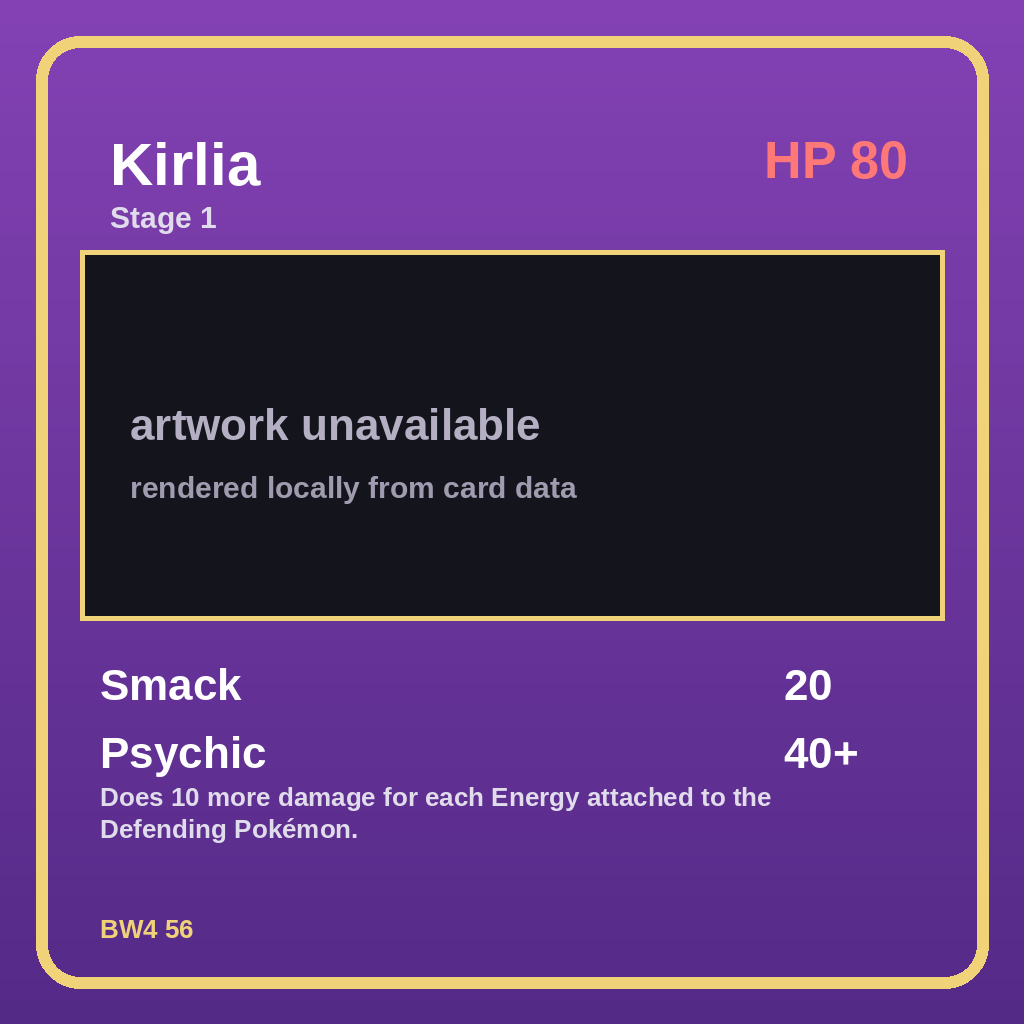 Kirlia
HP 80
Stage 1
artwork unavailable
rendered locally from card data
Smack 20
Psychic 40+
Does 10 more damage for each Energy attached to the
Defending Pokémon.
BW4 56